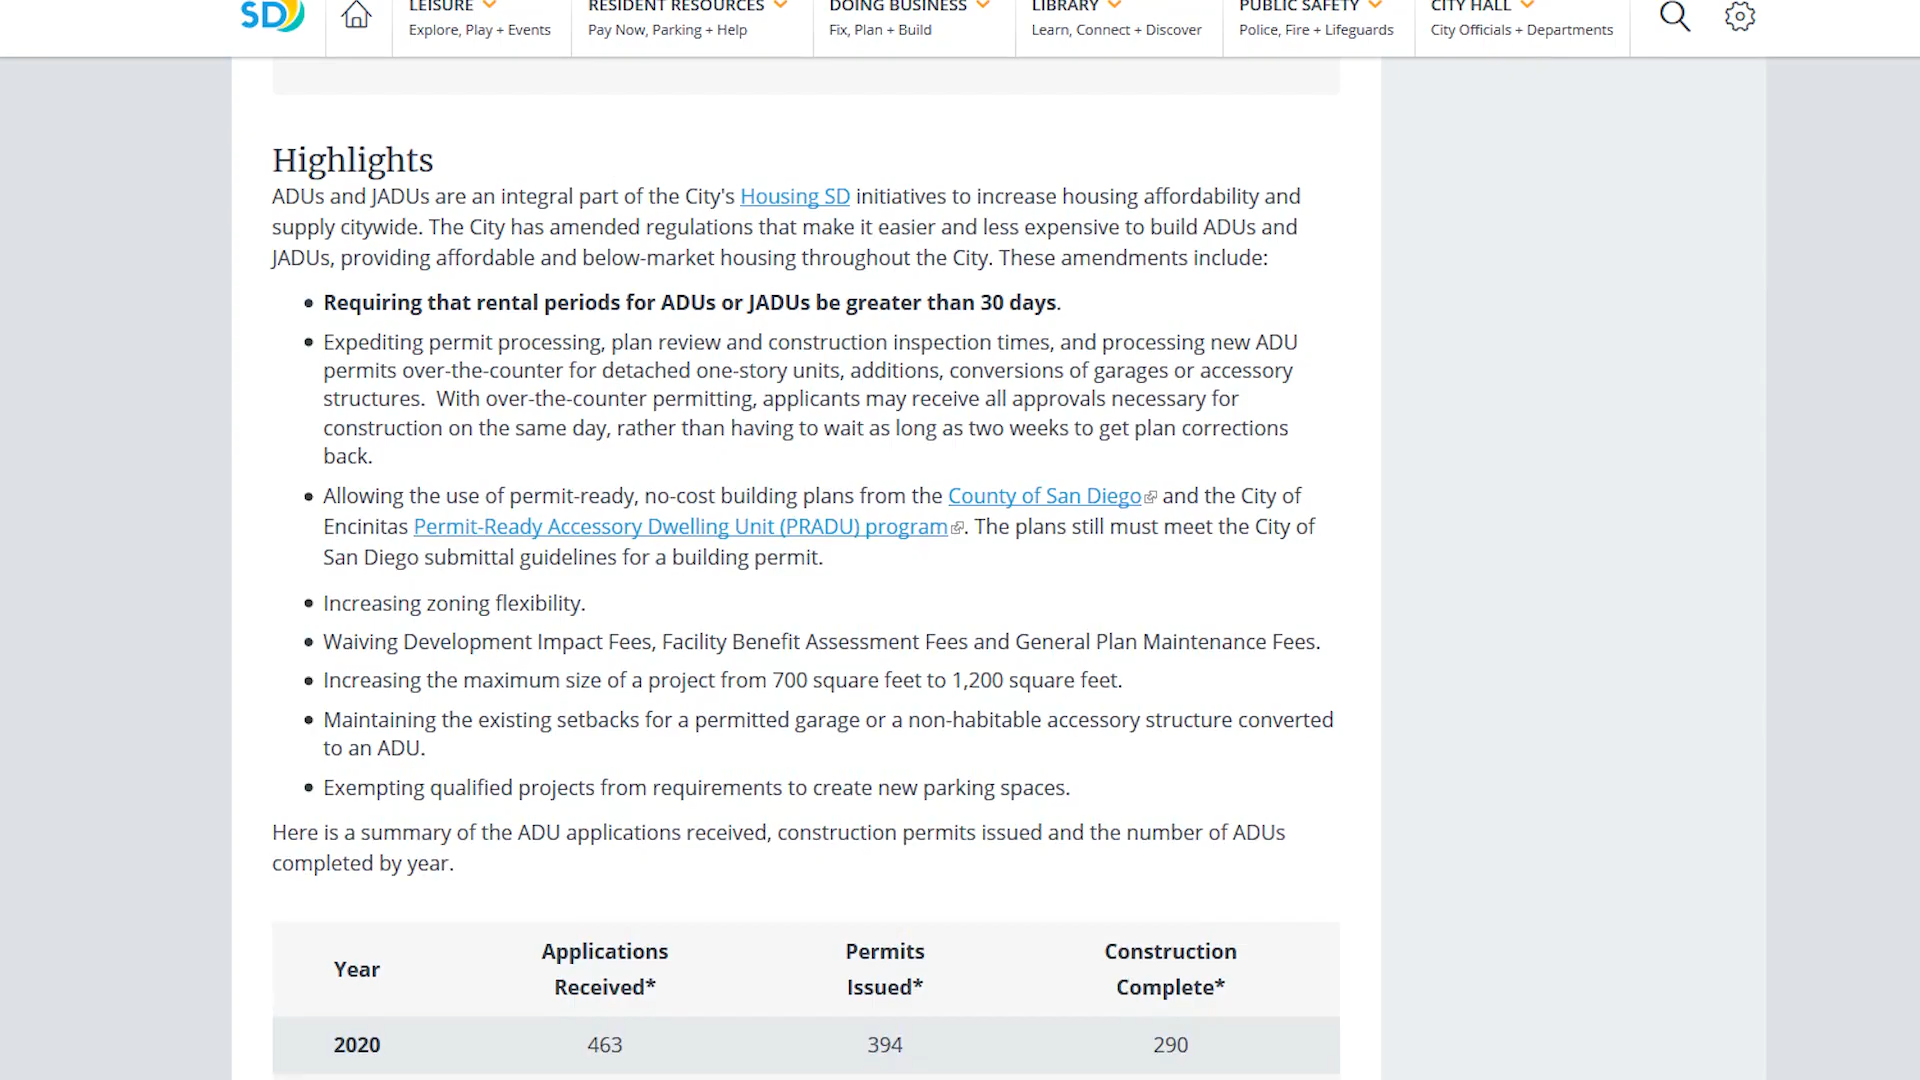 SD
LEISURE
Explore, Play + Events
RESIDENT RESOURCES
Pay Now, Parking + Help
DOING BUSINESS
Fix, Plan + Build
LIBRARY
Learn, Connect + Discover
PUBLIC SAFETY
Police, Fire + Lifeguards
CITY HALL
City Officials + Departments
Highlights
ADUs and JADUs are an integral part of the City's Housing SD initiatives to increase housing affordability and
supply citywide. The City has amended regulations that make it easier and less expensive to build ADUs and
JADUs, providing affordable and below-market housing throughout the City. These amendments include:
• Requiring that rental periods for ADUs or JADUs be greater than 30 days.
• Expediting permit processing, plan review and construction inspection times, and processing new ADU
permits over-the-counter for detached one-story units, additions, conversions of garages or accessory
structures.  With over-the-counter permitting, applicants may receive all approvals necessary for
construction on the same day, rather than having to wait as long as two weeks to get plan corrections
back.
• Allowing the use of permit-ready, no-cost building plans from the County of San Diego and the City of
Encinitas Permit-Ready Accessory Dwelling Unit (PRADU) program. The plans still must meet the City of
San Diego submittal guidelines for a building permit.
• Increasing zoning flexibility.
• Waiving Development Impact Fees, Facility Benefit Assessment Fees and General Plan Maintenance Fees.
• Increasing the maximum size of a project from 700 square feet to 1,200 square feet.
• Maintaining the existing setbacks for a permitted garage or a non-habitable accessory structure converted
to an ADU.
• Exempting qualified projects from requirements to create new parking spaces.
Here is a summary of the ADU applications received, construction permits issued and the number of ADUs
completed by year.
Year
Applications
Received*
Permits
Issued*
Construction
Complete*
2020 463 394 290